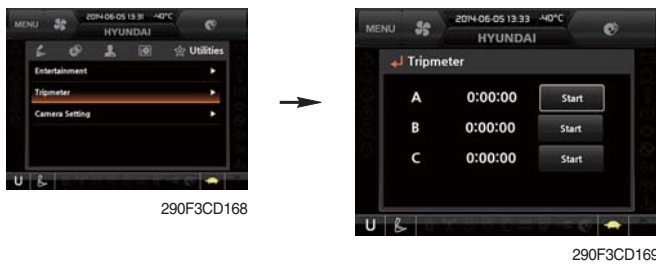 MENU
2014-06-05 13:31 -40°C
HYUNDAI
Utilities
Entertainment
Tripmeter
Camera Setting
U
290F3CD168
MENU
2014-06-05 13:33 -40°C
HYUNDAI
Tripmeter
A 0:00:00 Start
B 0:00:00 Start
C 0:00:00 Start
U
290F3CD169